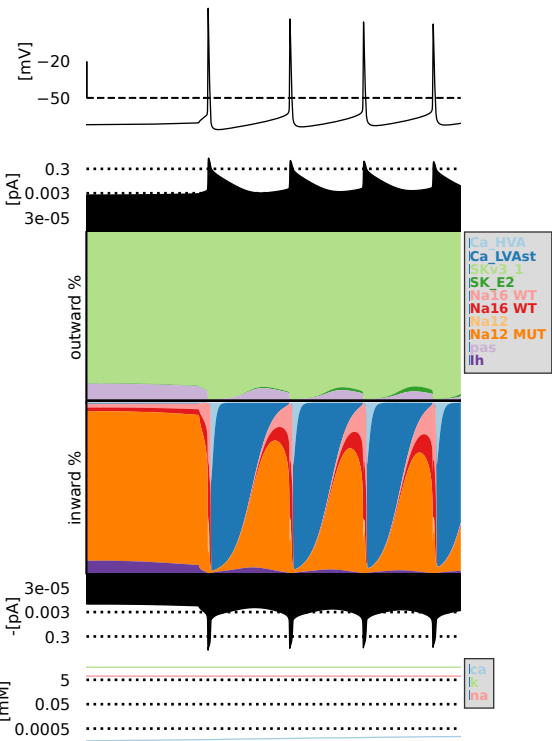 [mV]
−20
−50
[pA]
0.3
0.003
3e-05
outward %
Ca_HVA
Ca_LVAst
SKv3_1
SK_E2
Na16 WT
Na16 WT
Na12
Na12 MUT
pas
Ih
inward %
-[pA]
3e-05
0.003
0.3
[mM]
5
0.05
0.0005
ca
k
na